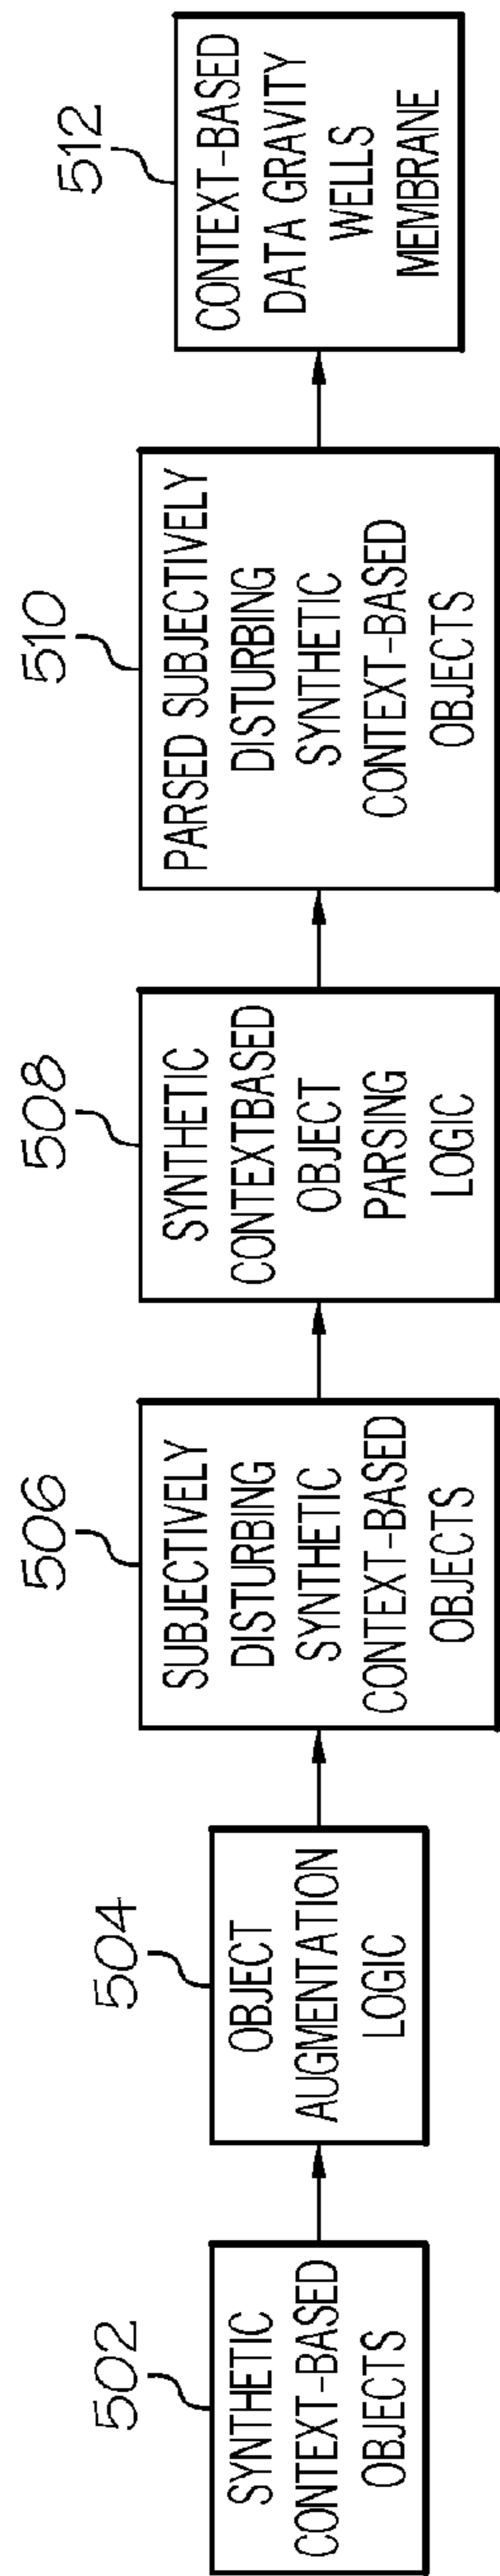 502
SYNTHETIC
CONTEXT-BASED
OBJECTS
504
OBJECT
AUGMENTATION
LOGIC
506
SUBJECTIVELY
DISTURBING
SYNTHETIC
CONTEXT-BASED
OBJECTS
508
SYNTHETIC
CONTEXTBASED
OBJECT
PARSING
LOGIC
510
PARSED SUBJECTIVELY
DISTURBING
SYNTHETIC
CONTEXT-BASED
OBJECTS
512
CONTEXT-BASED
DATA GRAVITY
WELLS
MEMBRANE